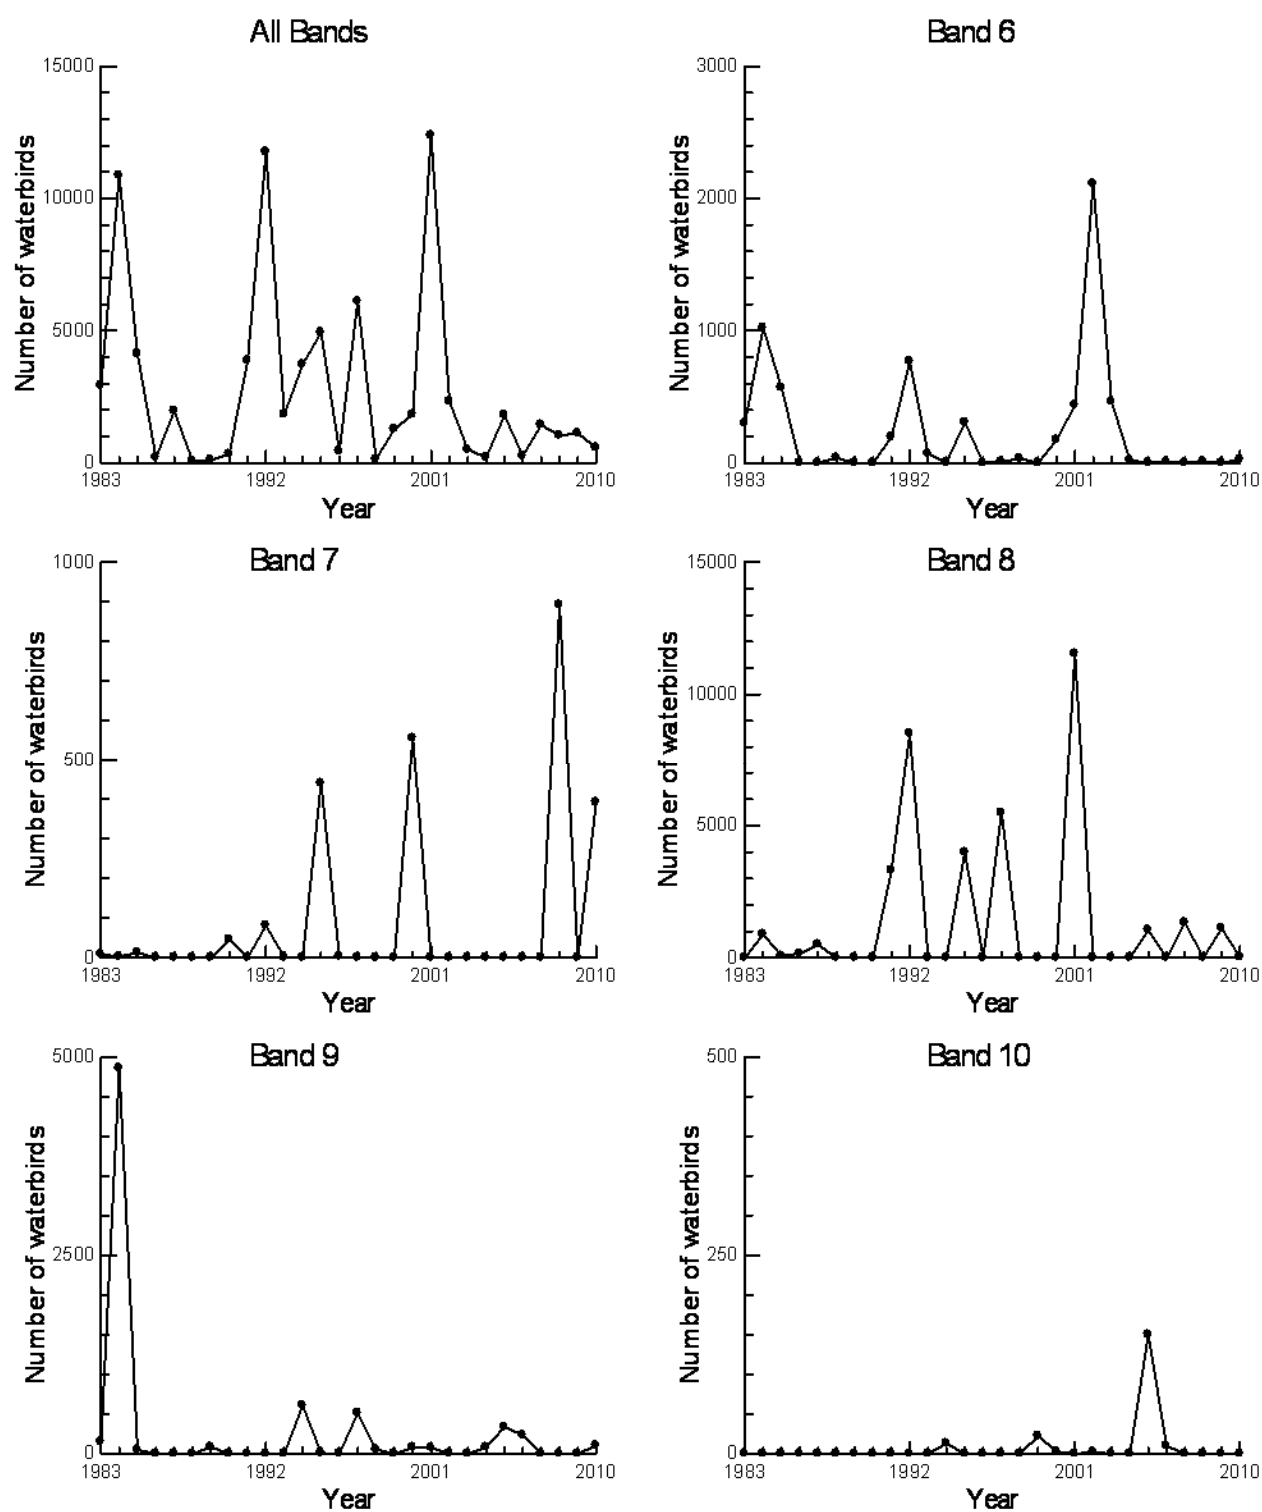 All Bands
Number of waterbirds
15000
10000
5000
0
1983 1992 2001 2010
Year
Band 6
Number of waterbirds
3000
2000
1000
0
1983 1992 2001 2010
Year
Band 7
Number of waterbirds
1000
500
0
1983 1992 2001 2010
Year
Band 8
Number of waterbirds
15000
10000
5000
0
1983 1992 2001 2010
Year
Band 9
Number of waterbirds
5000
2500
0
1983 1992 2001 2010
Year
Band 10
Number of waterbirds
500
250
0
1983 1992 2001 2010
Year